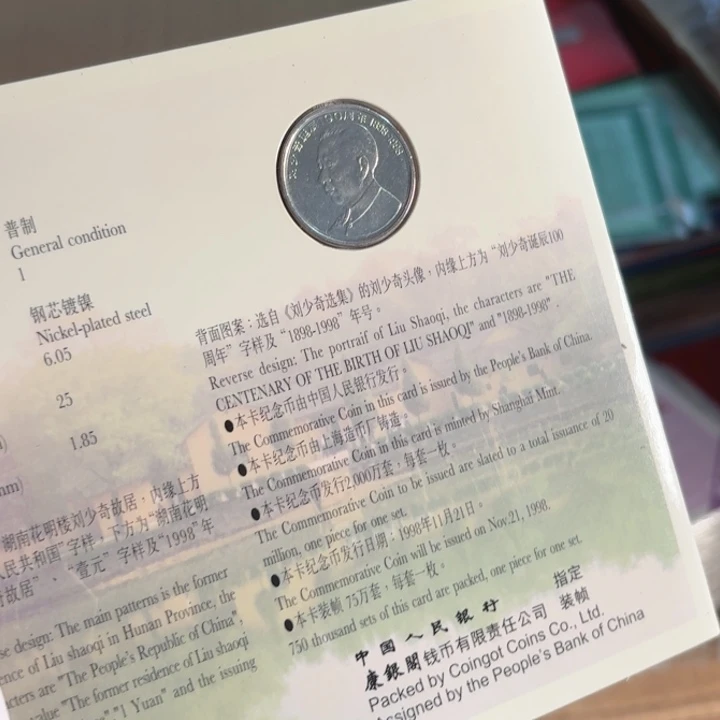 普制
General condition
1
钢芯镀镍
Nickel-plated steel
6.05
25
1.85
湖南花明楼刘少奇故居，内缘上方
人民共和国"字样，下方为"湖南花明
故居"、"壹元"字样及"1998"年
design: The main patterns is the former
of Liu shaoqi in Hunan Province, the
are "The People's Republic of China",
"The former residence of Liu shaoqi
"1 Yuan" and the issuing
背面图案：选自《刘少奇选集》的刘少奇头像，内缘上方为"刘少奇诞辰100
周年"字样及"1898-1998"年号。
Reverse design: The portraif of Liu Shaoqi, the characters are "THE
CENTENARY OF THE BIRTH OF LIU SHAOQI" and "1898-1998".
●本卡纪念币由中国人民银行发行。
The Commemorative Coin in this card is issued by the People's Bank of China.
●本卡纪念币由上海造币厂铸造。
The Commemorative Coin in this card is minted by Shanghai Mint.
●本卡纪念币发行2,000万套，每套一枚。
The Commemorative Coin to be issued are slated to a total issuance of 20
million, one piece for one set.
●本卡纪念币发行日期：1998年11月21日。
The Commemorative Coin will be issued on Nov.21, 1998.
●本卡装帧 75万套，每套一枚。
750 thousand sets of this card are packed, one piece for one set.
中国人民银行 指定
康銀閣钱币有限责任公司 装帧
Packed by Coingot Coins Co., Ltd.
Assigned by the People's Bank of China